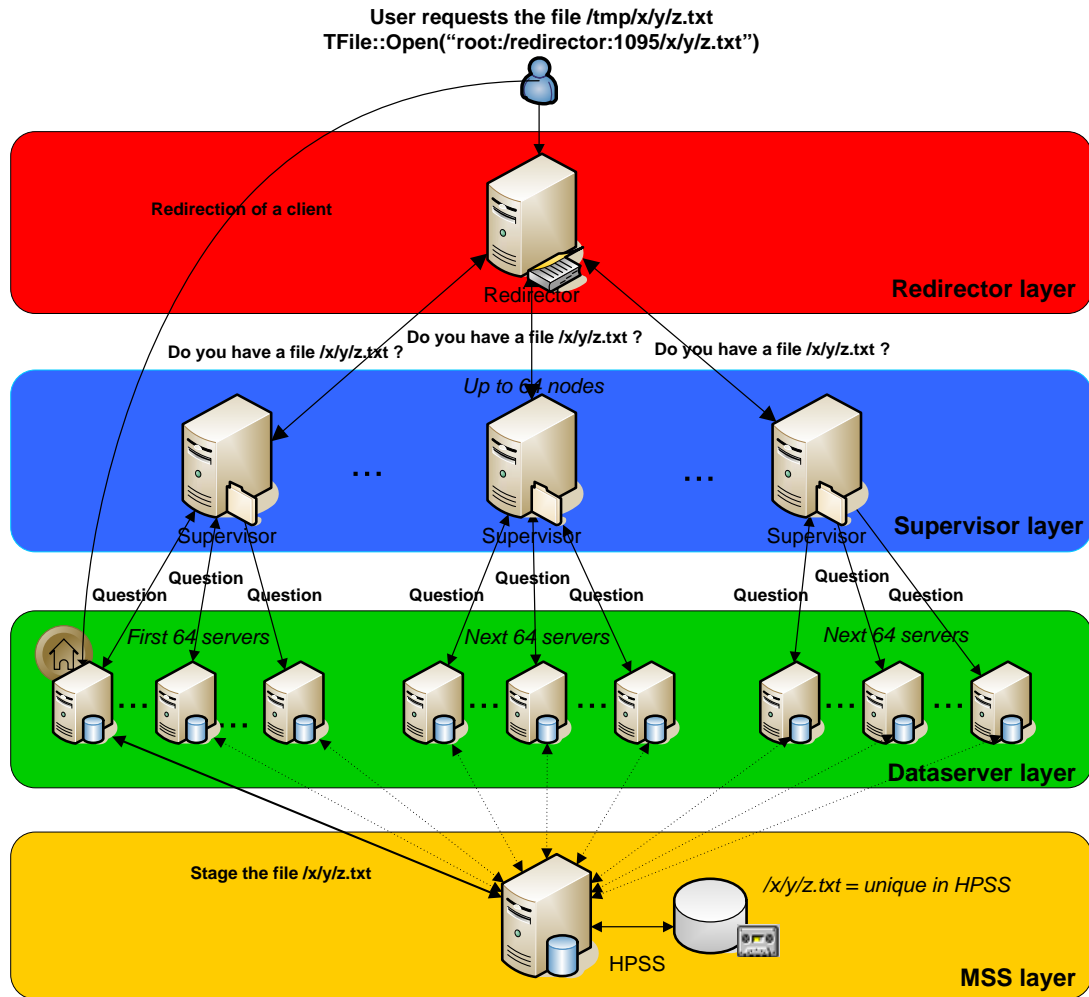 User requests the file /tmp/x/y/z.txt
TFile::Open(“root:/redirector:1095/x/y/z.txt”)
Redirection of a client
Redirector
Redirector layer
Do you have a file /x/y/z.txt ?
Do you have a file /x/y/z.txt ?
Do you have a file /x/y/z.txt ?
Up to 64 nodes
...
...
Supervisor
Supervisor
Supervisor
Supervisor layer
Question
Question
Question
Question
Question
Question
Question
Question
Question
First 64 servers
Next 64 servers
Next 64 servers
...
...
...
...
...
...
Dataserver layer
Stage the file /x/y/z.txt
/x/y/z.txt = unique in HPSS
HPSS
MSS layer